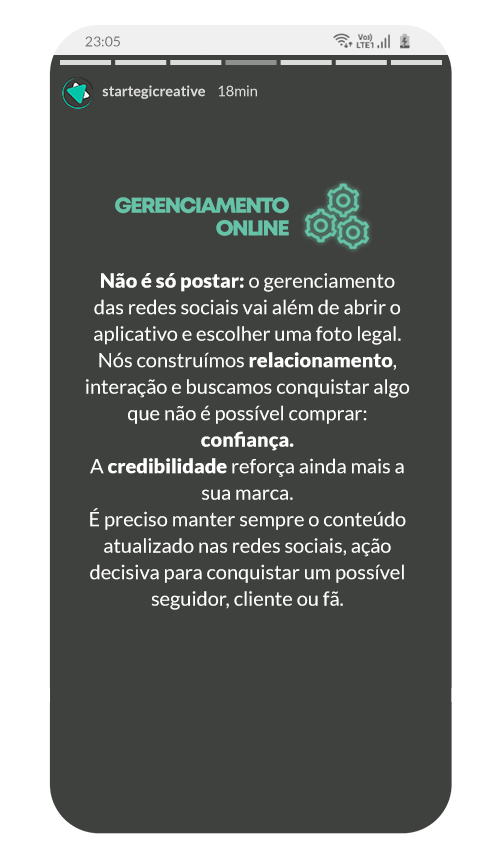 23:05
Vo))
LTE1
startegicreative 18min
GERENCIAMENTO
ONLINE
Não é só postar: o gerenciamento
das redes sociais vai além de abrir o
aplicativo e escolher uma foto legal.
Nós construímos relacionamento,
interação e buscamos conquistar algo
que não é possível comprar:
confiança.
A credibilidade reforça ainda mais a
sua marca.
É preciso manter sempre o conteúdo
atualizado nas redes sociais, ação
decisiva para conquistar um possível
seguidor, cliente ou fã.